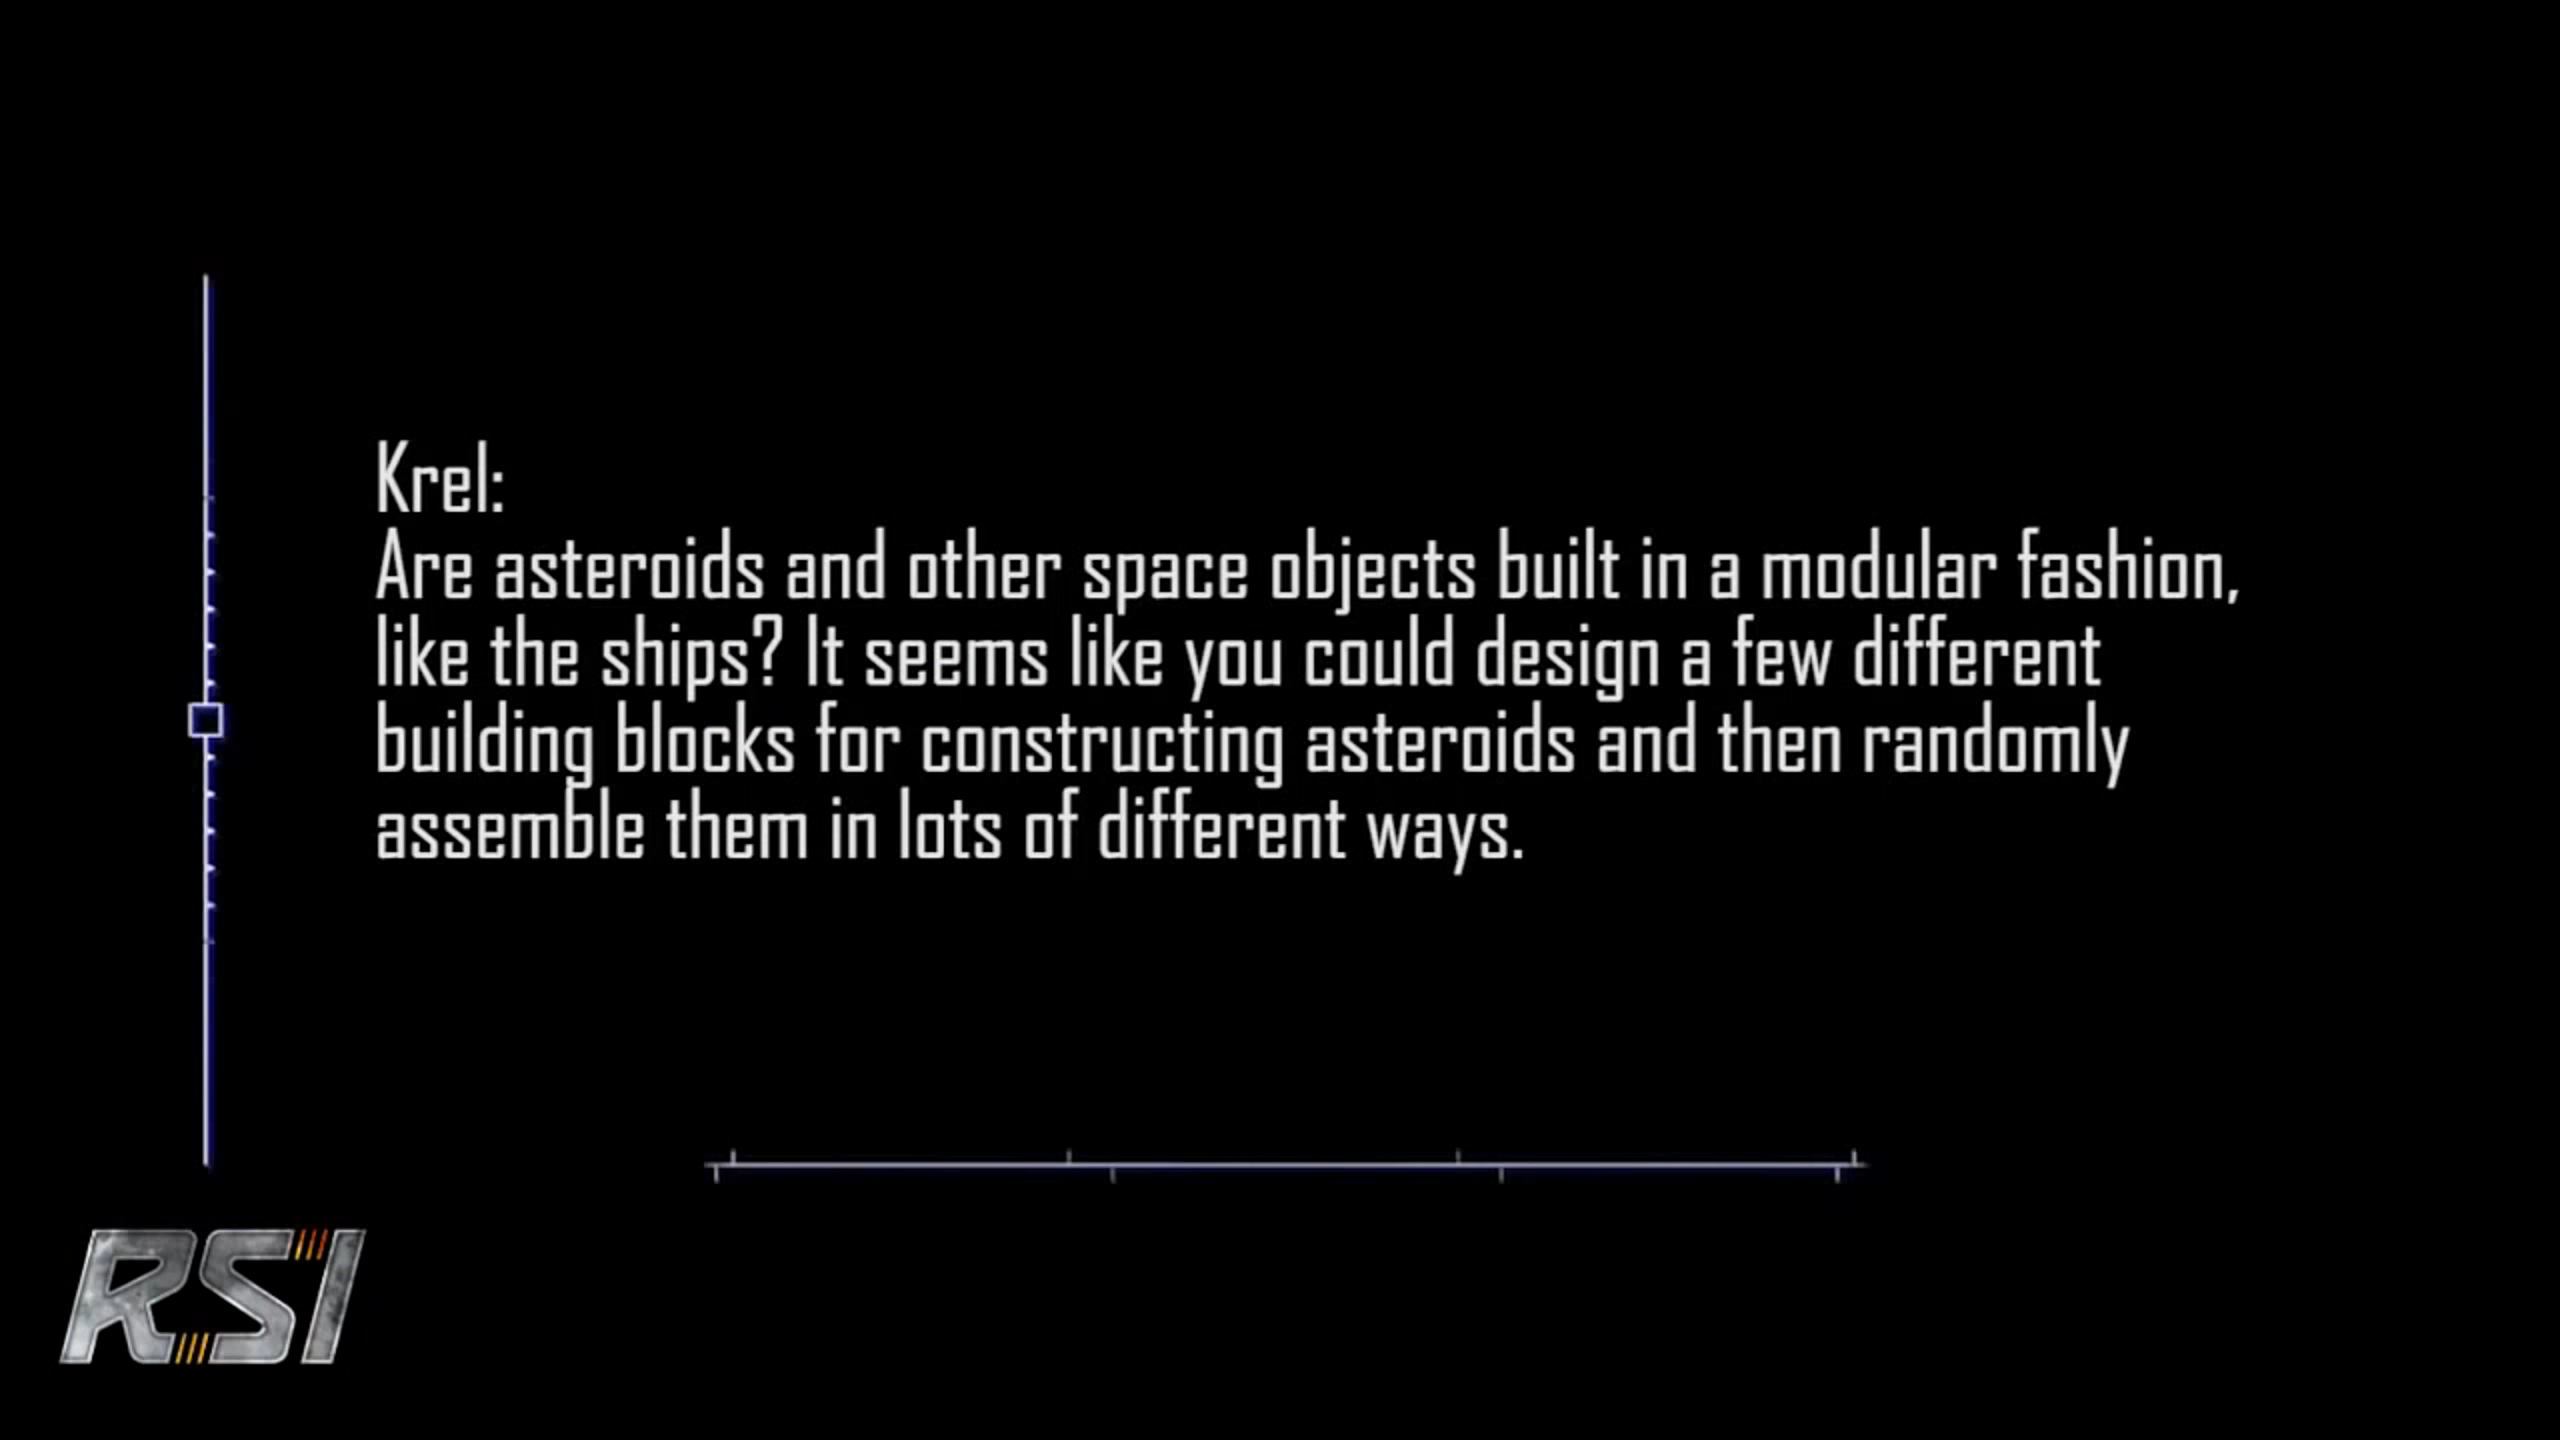 Krel:
Are asteroids and other space objects built in a modular fashion,
like the ships? It seems like you could design a few different
building blocks for constructing asteroids and then randomly
assemble them in lots of different ways.
RSI